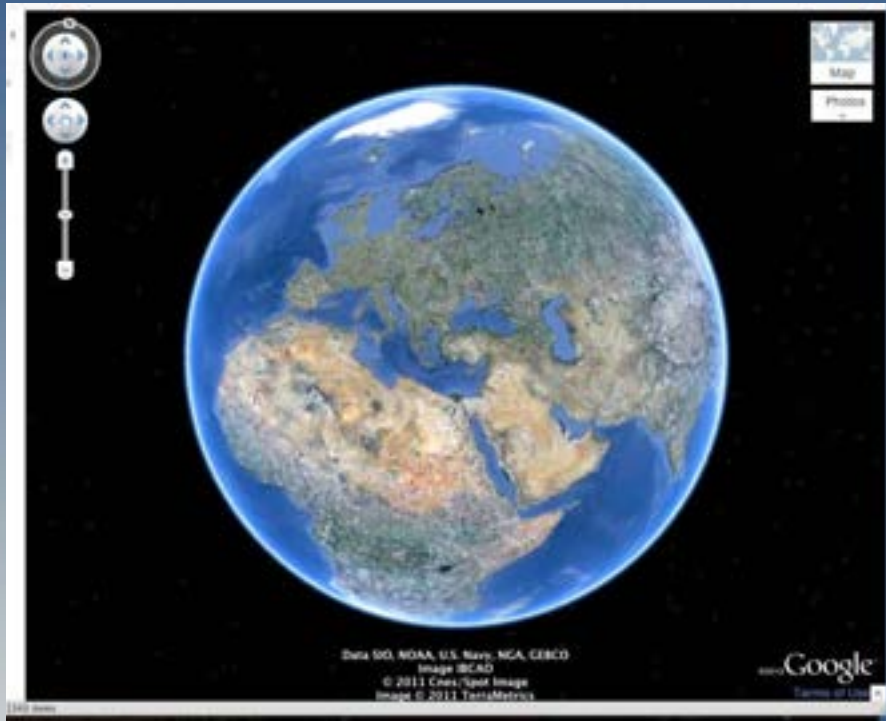 Map
Photos
Data SIO, NOAA, U.S. Navy, NGA, GEBCO
Image IBCAO
© 2011 Cnes/Spot Image
Image © 2011 TerraMetrics
Google
Terms of Use